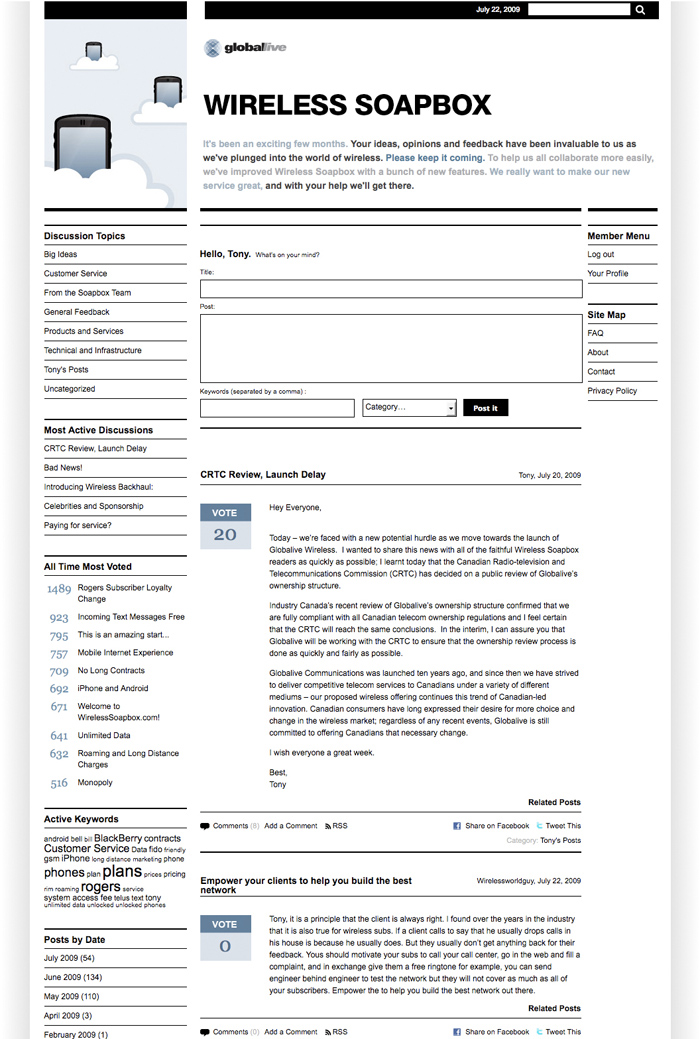 July 22, 2009
globalive
WIRELESS SOAPBOX
It's been an exciting few months. Your ideas, opinions and feedback have been invaluable to us as
we've plunged into the world of wireless. Please keep it coming. To help us all collaborate more easily,
we've improved Wireless Soapbox with a bunch of new features. We really want to make our new
service great, and with your help we'll get there.
Discussion Topics
Big Ideas
Customer Service
From the Soapbox Team
General Feedback
Products and Services
Technical and Infrastructure
Tony's Posts
Uncategorized
Most Active Discussions
CRTC Review, Launch Delay
Bad News!
Introducing Wireless Backhaul:
Celebrities and Sponsorship
Paying for service?
All Time Most Voted
1489 Rogers Subscriber Loyalty
Change
923 Incoming Text Messages Free
795 This is an amazing start...
757 Mobile Internet Experience
709 No Long Contracts
692 iPhone and Android
671 Welcome to
WirelessSoapbox.com!
641 Unlimited Data
632 Roaming and Long Distance
Charges
516 Monopoly
Active Keywords
android bell bill BlackBerry contracts
Customer Service Data fido friendly
gsm iPhone long distance marketing phone
phones plan plans prices pricing
rim roaming rogers service
system access fee telus text tony
unlimited data unlocked unlocked phones
Posts by Date
July 2009 (54)
June 2009 (134)
May 2009 (110)
April 2009 (3)
February 2009 (1)
Hello, Tony. What's on your mind?
Title:
Post:
Keywords (separated by a comma) :
Category... Post it
CRTC Review, Launch Delay Tony, July 20, 2009
VOTE
20
Hey Everyone,
Today – we're faced with a new potential hurdle as we move towards the launch of
Globalive Wireless. I wanted to share this news with all of the faithful Wireless Soapbox
readers as quickly as possible; I learnt today that the Canadian Radio-television and
Telecommunications Commission (CRTC) has decided on a public review of Globalive's
ownership structure.
Industry Canada's recent review of Globalive's ownership structure confirmed that we
are fully compliant with all Canadian telecom ownership regulations and I feel certain
that the CRTC will reach the same conclusions. In the interim, I can assure you that
Globalive will be working with the CRTC to ensure that the ownership review process is
done as quickly and fairly as possible.
Globalive Communications was launched ten years ago, and since then we have strived
to deliver competitive telecom services to Canadians under a variety of different
mediums – our proposed wireless offering continues this trend of Canadian-led
innovation. Canadian consumers have long expressed their desire for more choice and
change in the wireless market; regardless of any recent events, Globalive is still
committed to offering Canadians that necessary change.
I wish everyone a great week.
Best,
Tony
Related Posts
Comments (8) Add a Comment RSS Share on Facebook Tweet This
Category: Tony's Posts
Empower your clients to help you build the best
network
Wirelessworldguy, July 22, 2009
VOTE
0
Tony, it is a principle that the client is always right. I found over the years in the industry
that it is also true for wireless subs. If a client calls to say that he usually drops calls in
his house is because he usually does. But they usually don't get anything back for their
feedback. Yous should motivate your subs to call your call center, go in the web and fill a
complaint, and in exchange give them a free ringtone for example, you can send
engineer behind engineer to test the network but they will not cover as much as all of
your subscribers. Empower the to help you build the best network out there.
Related Posts
Comments (0) Add a Comment RSS Share on Facebook Tweet This
Member Menu
Log out
Your Profile
Site Map
FAQ
About
Contact
Privacy Policy